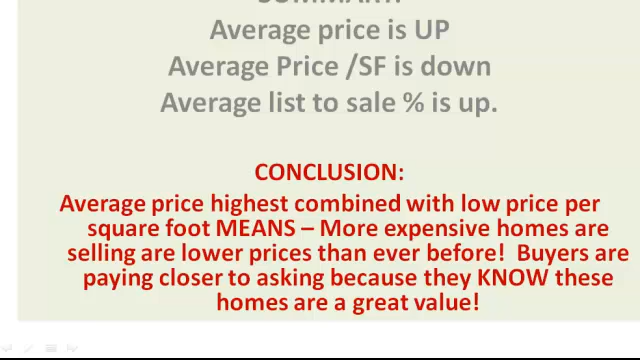 SUMMARY:
Average price is UP
Average Price /SF is down
Average list to sale % is up.
CONCLUSION:
Average price highest combined with low price per
square foot MEANS – More expensive homes are
selling are lower prices than ever before! Buyers are
paying closer to asking because they KNOW these
homes are a great value!